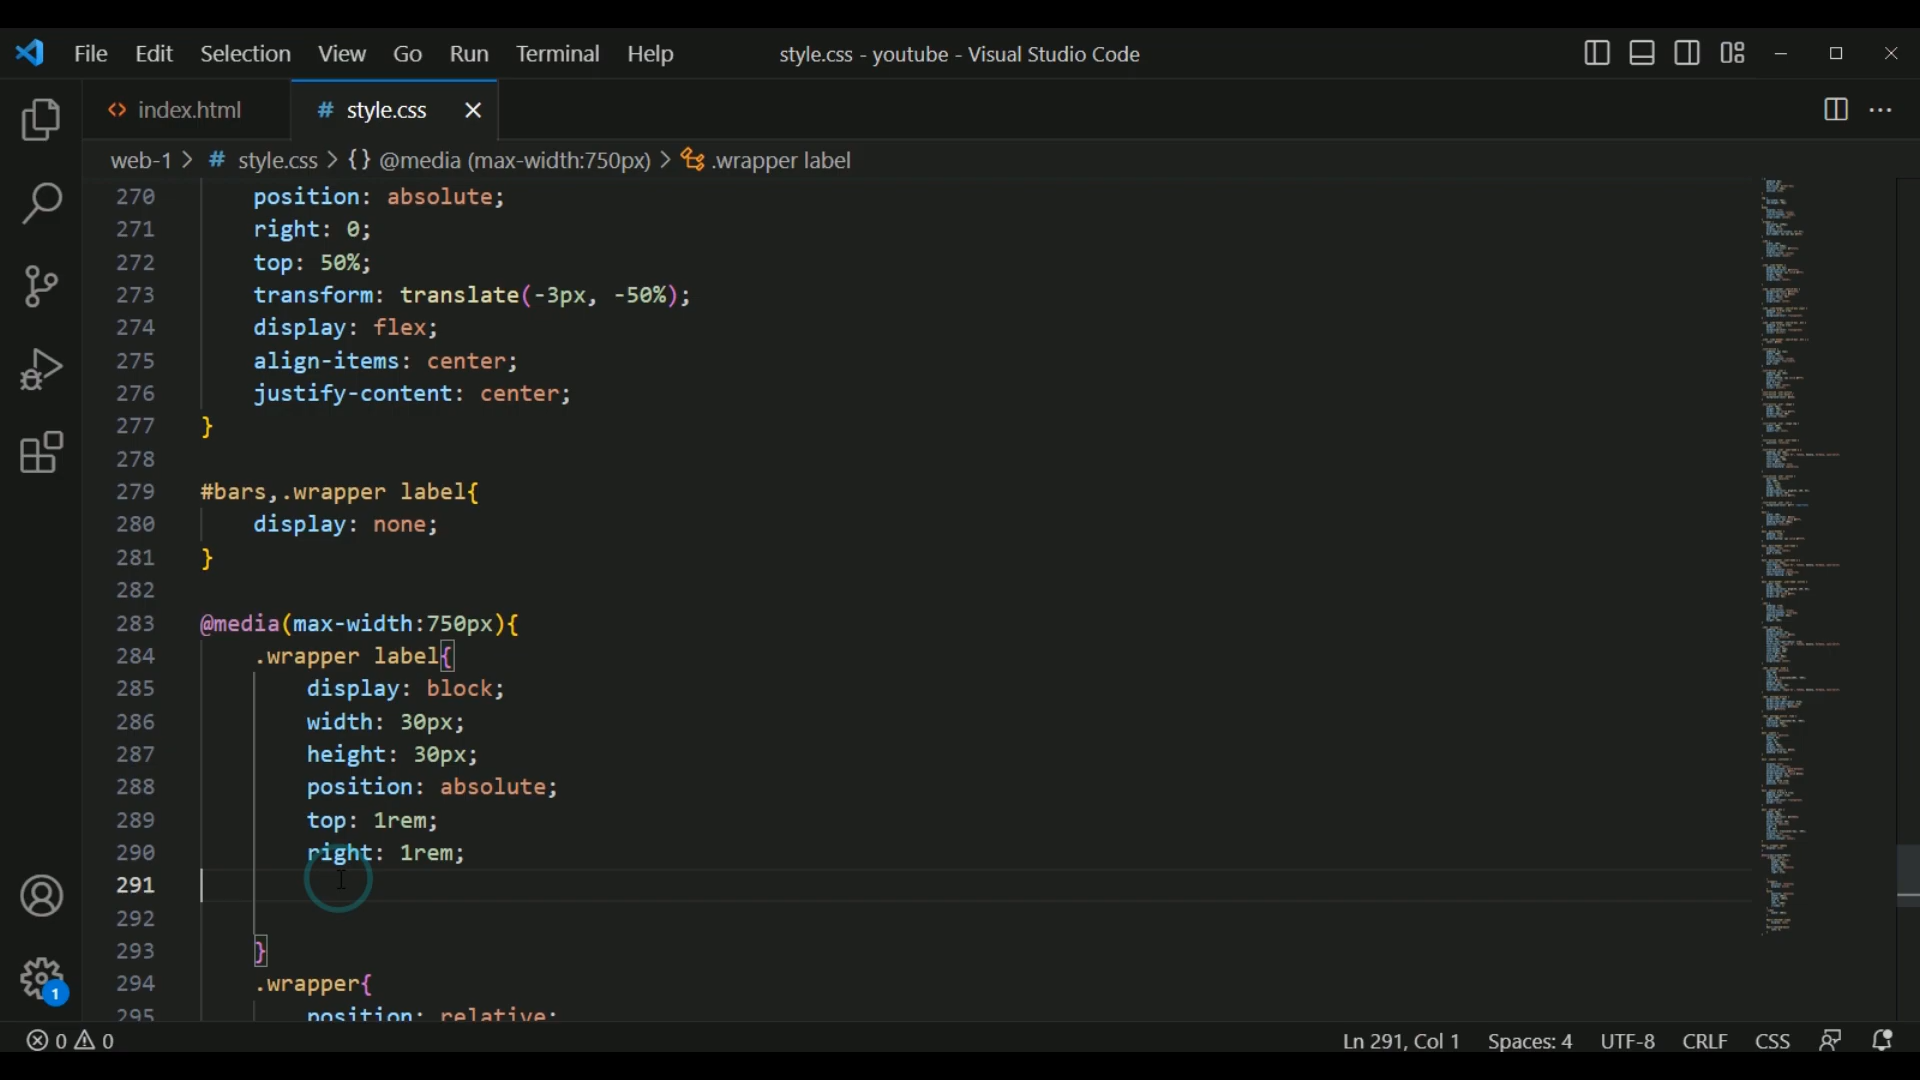 File Edit Selection View Go Run Terminal Help style.css - youtube - Visual Studio Code
<> index.html # style.css
web-1 > # style.css > {} @media (max-width:750px) > .wrapper label
270 position: absolute;
271 right: 0;
272 top: 50%;
273 transform: translate(-3px, -50%);
274 display: flex;
275 align-items: center;
276 justify-content: center;
277 }
278
279 #bars,.wrapper label{
280 display: none;
281 }
282
283 @media(max-width:750px){
284 .wrapper label{
285 display: block;
286 width: 30px;
287 height: 30px;
288 position: absolute;
289 top: 1rem;
290 right: 1rem;
291
292
293 }
294 .wrapper{
295 position: relative;
1
0 0 Ln 291, Col 1 Spaces: 4 UTF-8 CRLF CSS